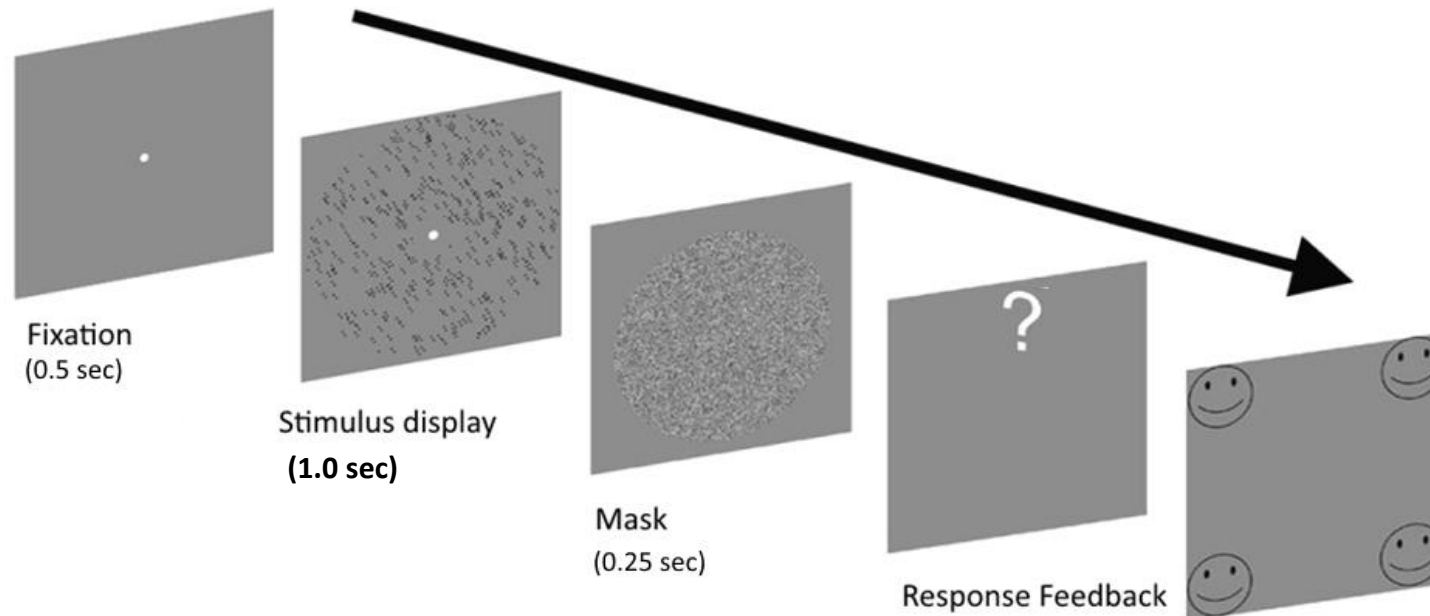 Fixation
(0.5 sec)
Stimulus display
(1.0 sec)
Mask
(0.25 sec)
?
Response Feedback